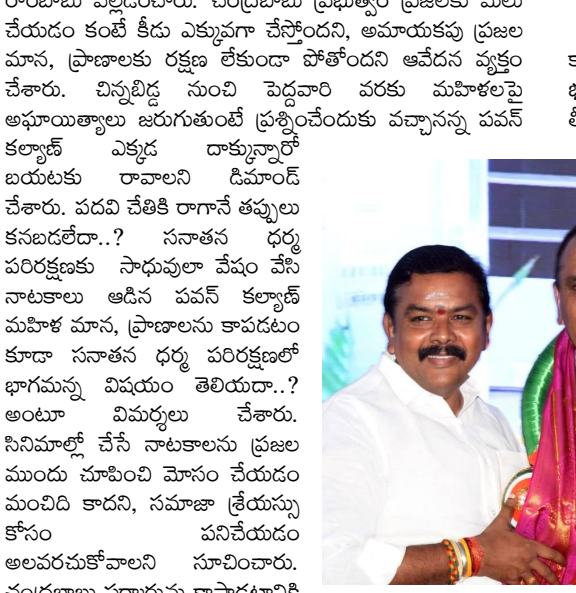 చేయడం కంటే కీడు ఎక్కువగా చేస్తోందని, అమాయకపు ప్రజల
మాన, ప్రాణాలకు రక్షణ లేకుండా పోతోందని ఆవేదన వ్యక్తం
చేశారు. చిన్నబిడ్డ నుంచి పెద్దవారి వరకు మహిళలపై
అఘాయిత్యాలు జరుగుతుంటే ప్రశ్నించేందుకు వచ్చానన్న పవన్
కల్యాణ్ ఎక్కడ దాక్కున్నారో
బయటకు రావాలని డిమాండ్
చేశారు. పదవి చేతికి రాగానే తప్పులు
కనబడలేదా..? సనాతన ధర్మ
పరిరక్షణకు సాధువులా వేషం వేసి
నాటకాలు ఆడిన పవన్ కల్యాణ్
మహిళ మాన, ప్రాణాలను కాపడటం
కూడా సనాతన ధర్మ పరిరక్షణలో
భాగమన్న విషయం తెలియదా..?
అంటూ విమర్శలు చేశారు.
సినిమాల్లో చేసే నాటకాలను ప్రజల
ముందు చూపించి మోసం చేయడం
మంచిది కాదని, సమాజా శ్రేయస్సు
కోసం పనిచేయడం
అలవరచుకోవాలని సూచించారు.